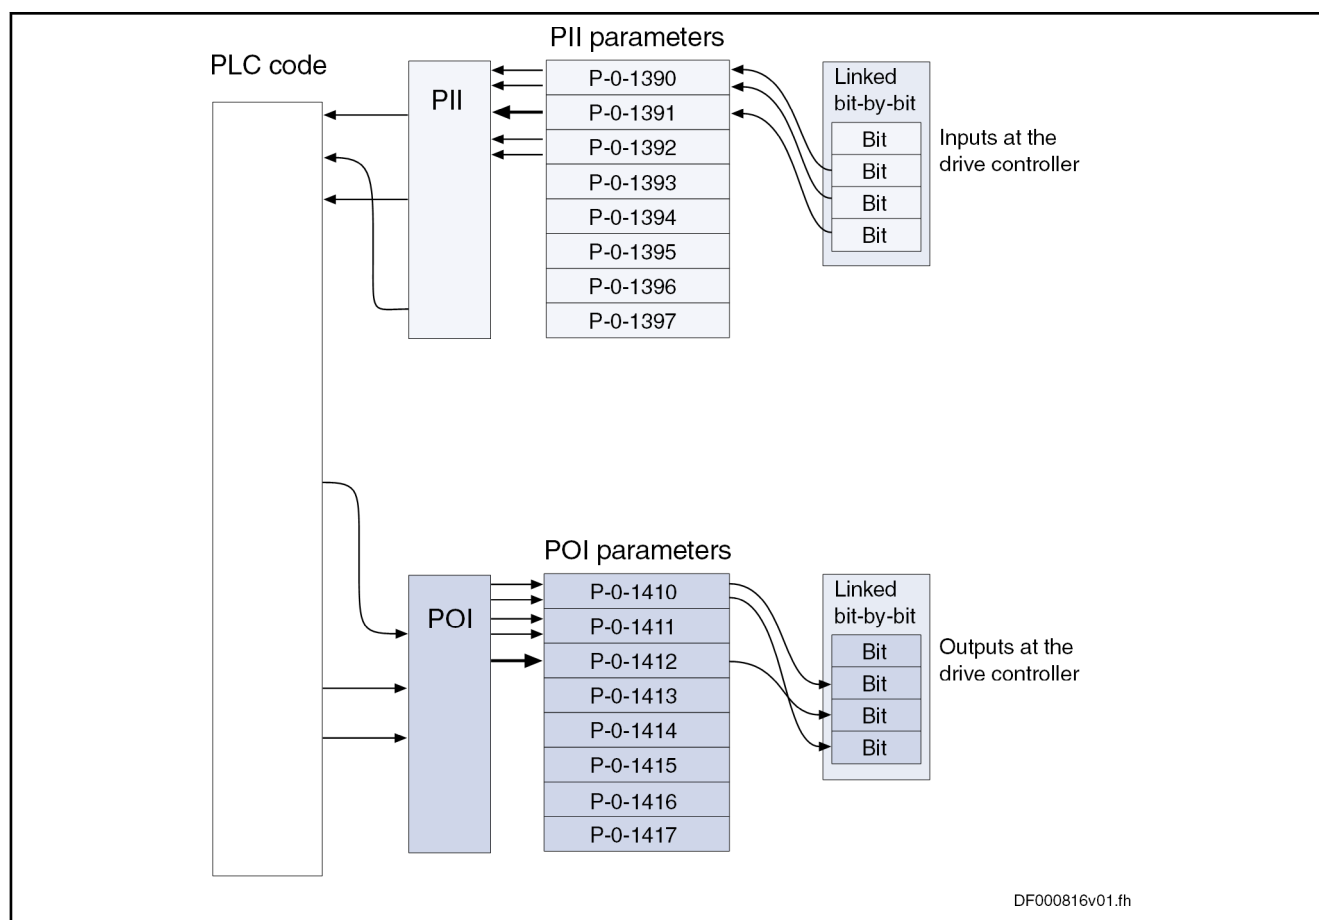 PII parameters
PLC code
PII
P-0-1390
P-0-1391
P-0-1392
P-0-1393
P-0-1394
P-0-1395
P-0-1396
P-0-1397
Linked
bit-by-bit
Bit
Bit
Bit
Bit
Inputs at the
drive controller
POI parameters
POI
P-0-1410
P-0-1411
P-0-1412
P-0-1413
P-0-1414
P-0-1415
P-0-1416
P-0-1417
Linked
bit-by-bit
Bit
Bit
Bit
Bit
Outputs at the
drive controller
DF000816v01.fh